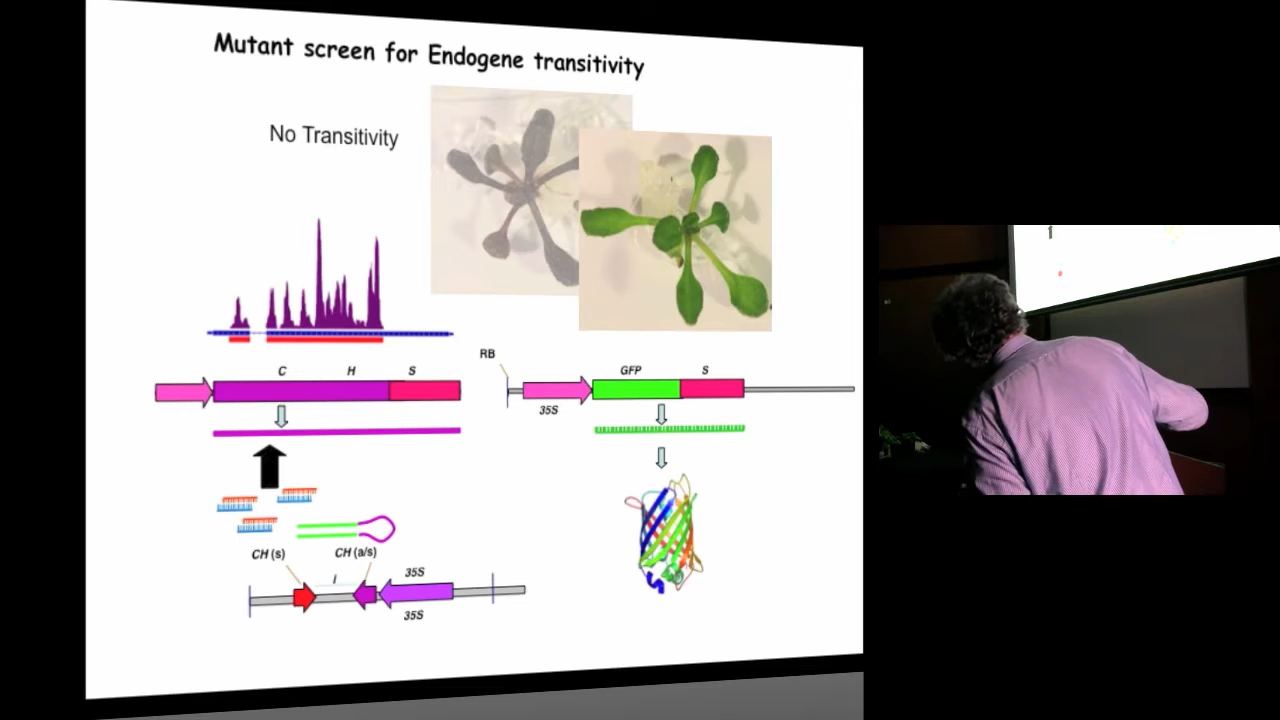 Mutant screen for Endogene transitivity
No Transitivity
RB
C H S
GFP S
35S
CH (s)
CH (a/s)
i
35S
35S